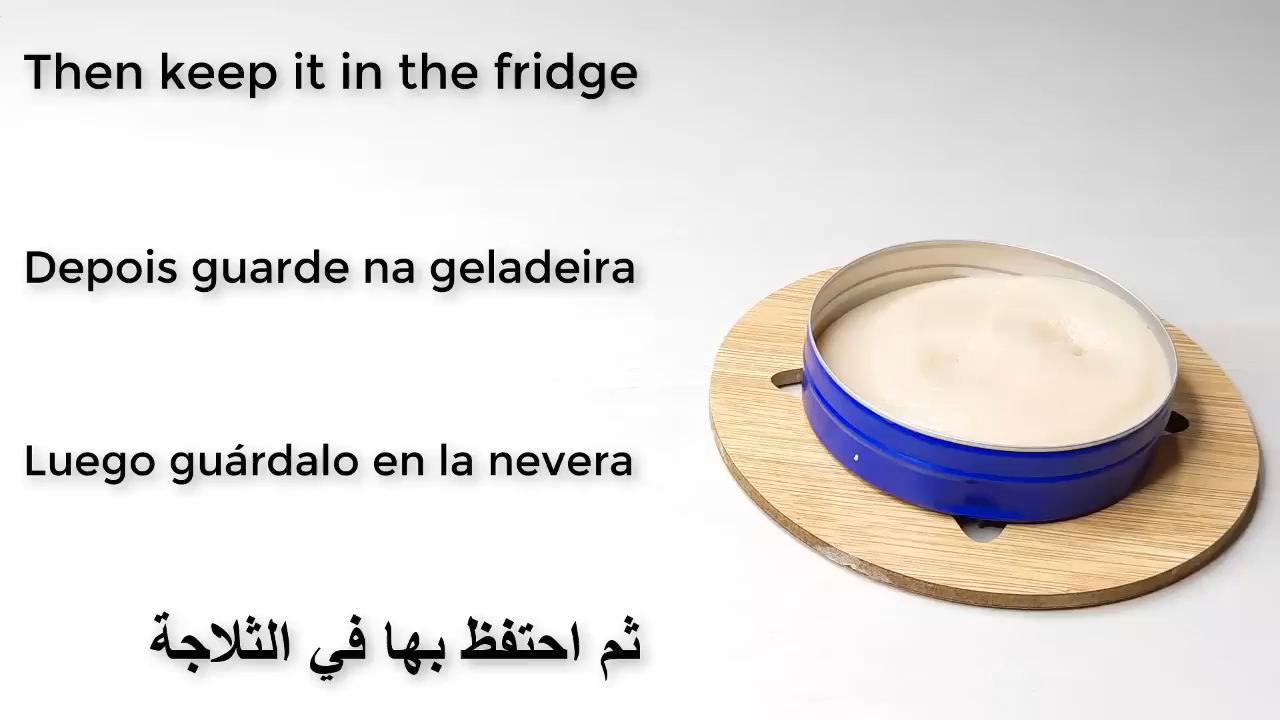 Then keep it in the fridge
Depois guarde na geladeira
Luego guárdalo en la nevera
ثم احتفظ بها في الثلاجة